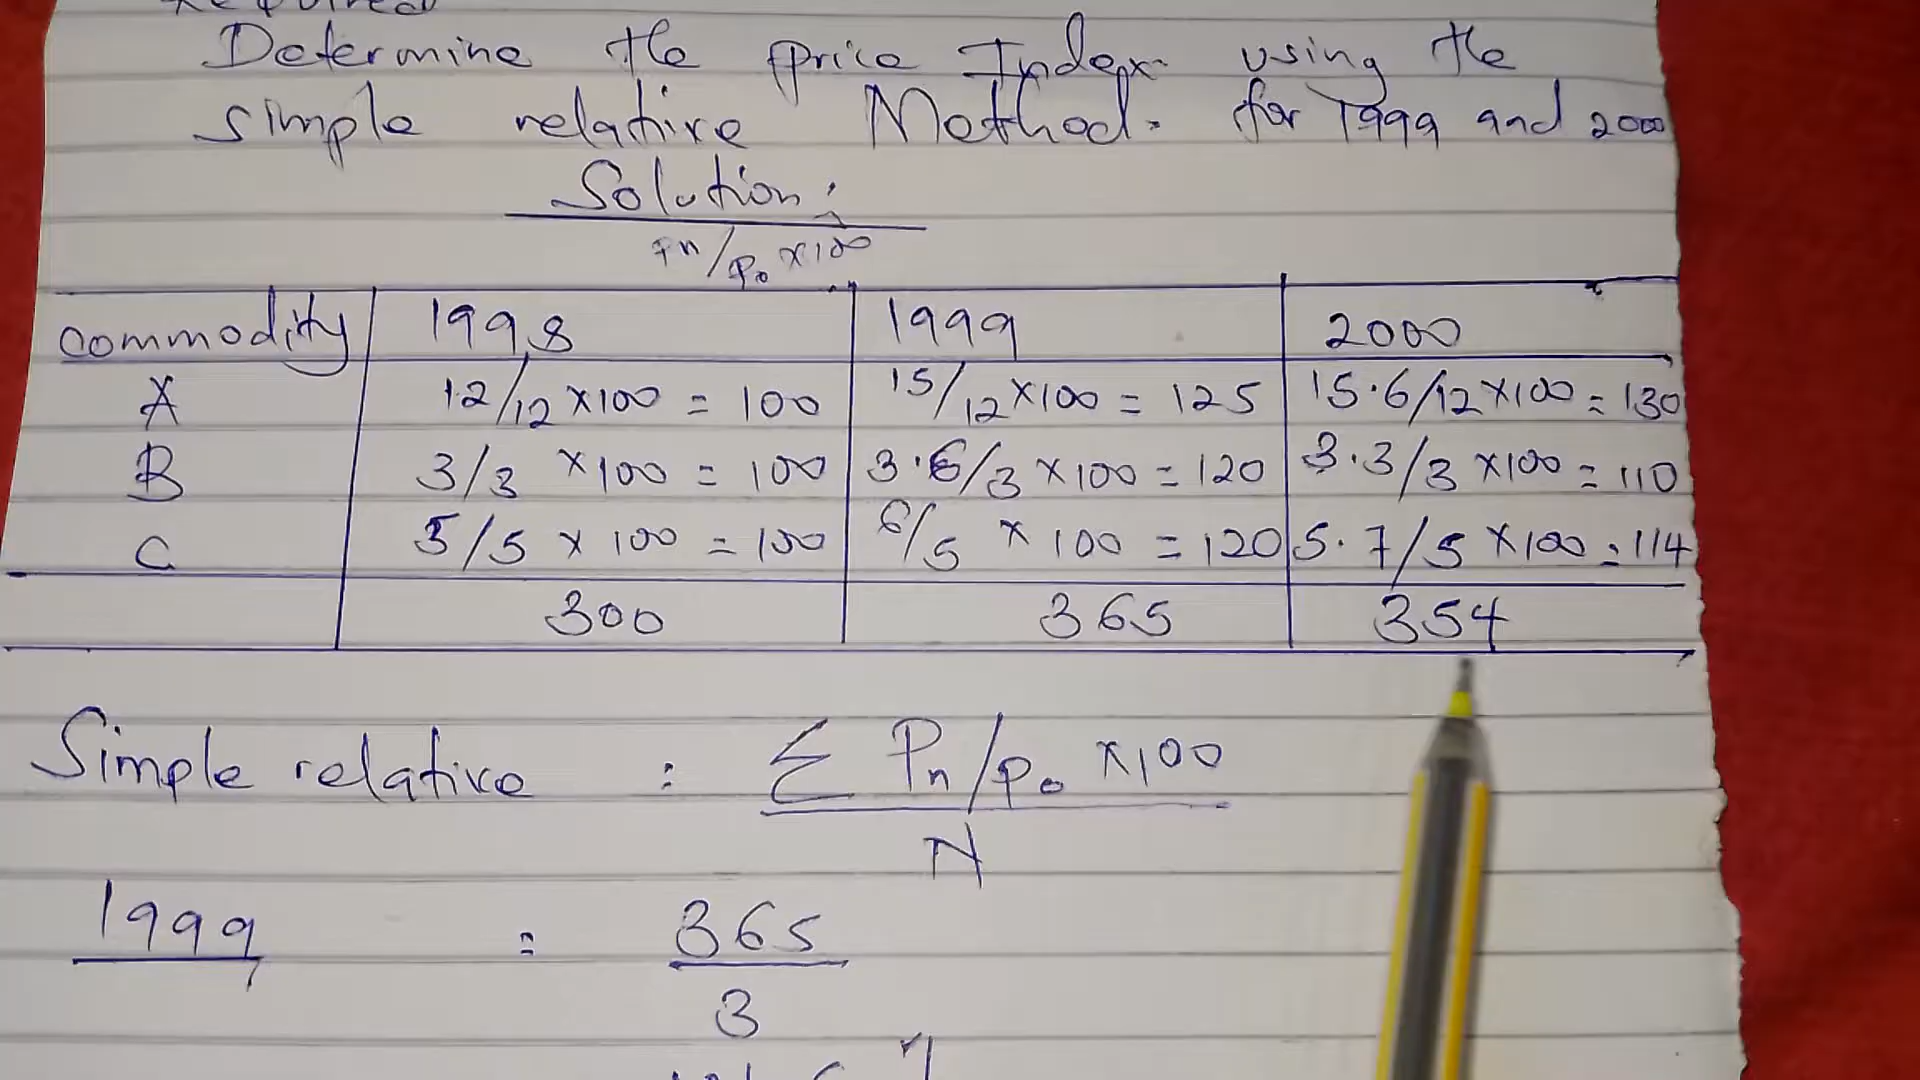 Required
Determine the price Index using the
simple relative Method. for 1999 and 2000
Solution:
Pn/Po x100
commodity 1998 1999 2000
A 12/12 x100 = 100 15/12 x100 = 125 15.6/12 x100 = 130
B 3/3 x100 = 100 3.6/3 x100 = 120 3.3/3 x100 = 110
C 5/5 x 100 = 100 6/5 x 100 = 120 5.7/5 x100 = 114
300 365 354
Simple relative : Σ Pn/Po x100
N
1999 = 365
3